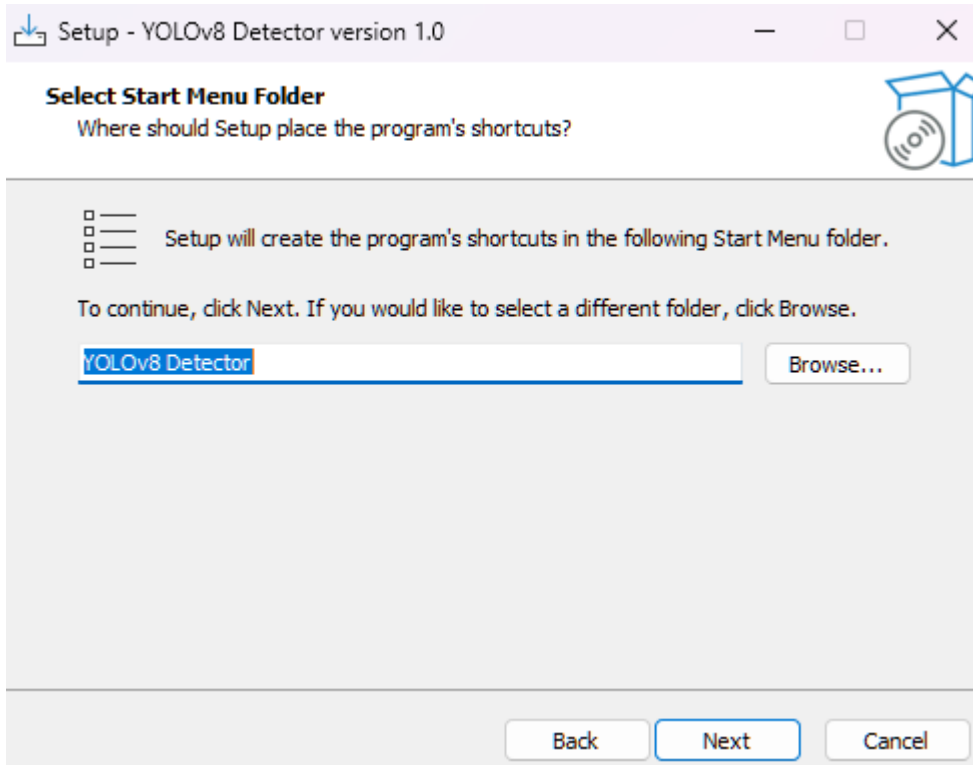 Setup - YOLOv8 Detector version 1.0
Select Start Menu Folder
Where should Setup place the program's shortcuts?
Setup will create the program's shortcuts in the following Start Menu folder.
To continue, click Next. If you would like to select a different folder, click Browse.
YOLOv8 Detector
Browse...
Back
Next
Cancel